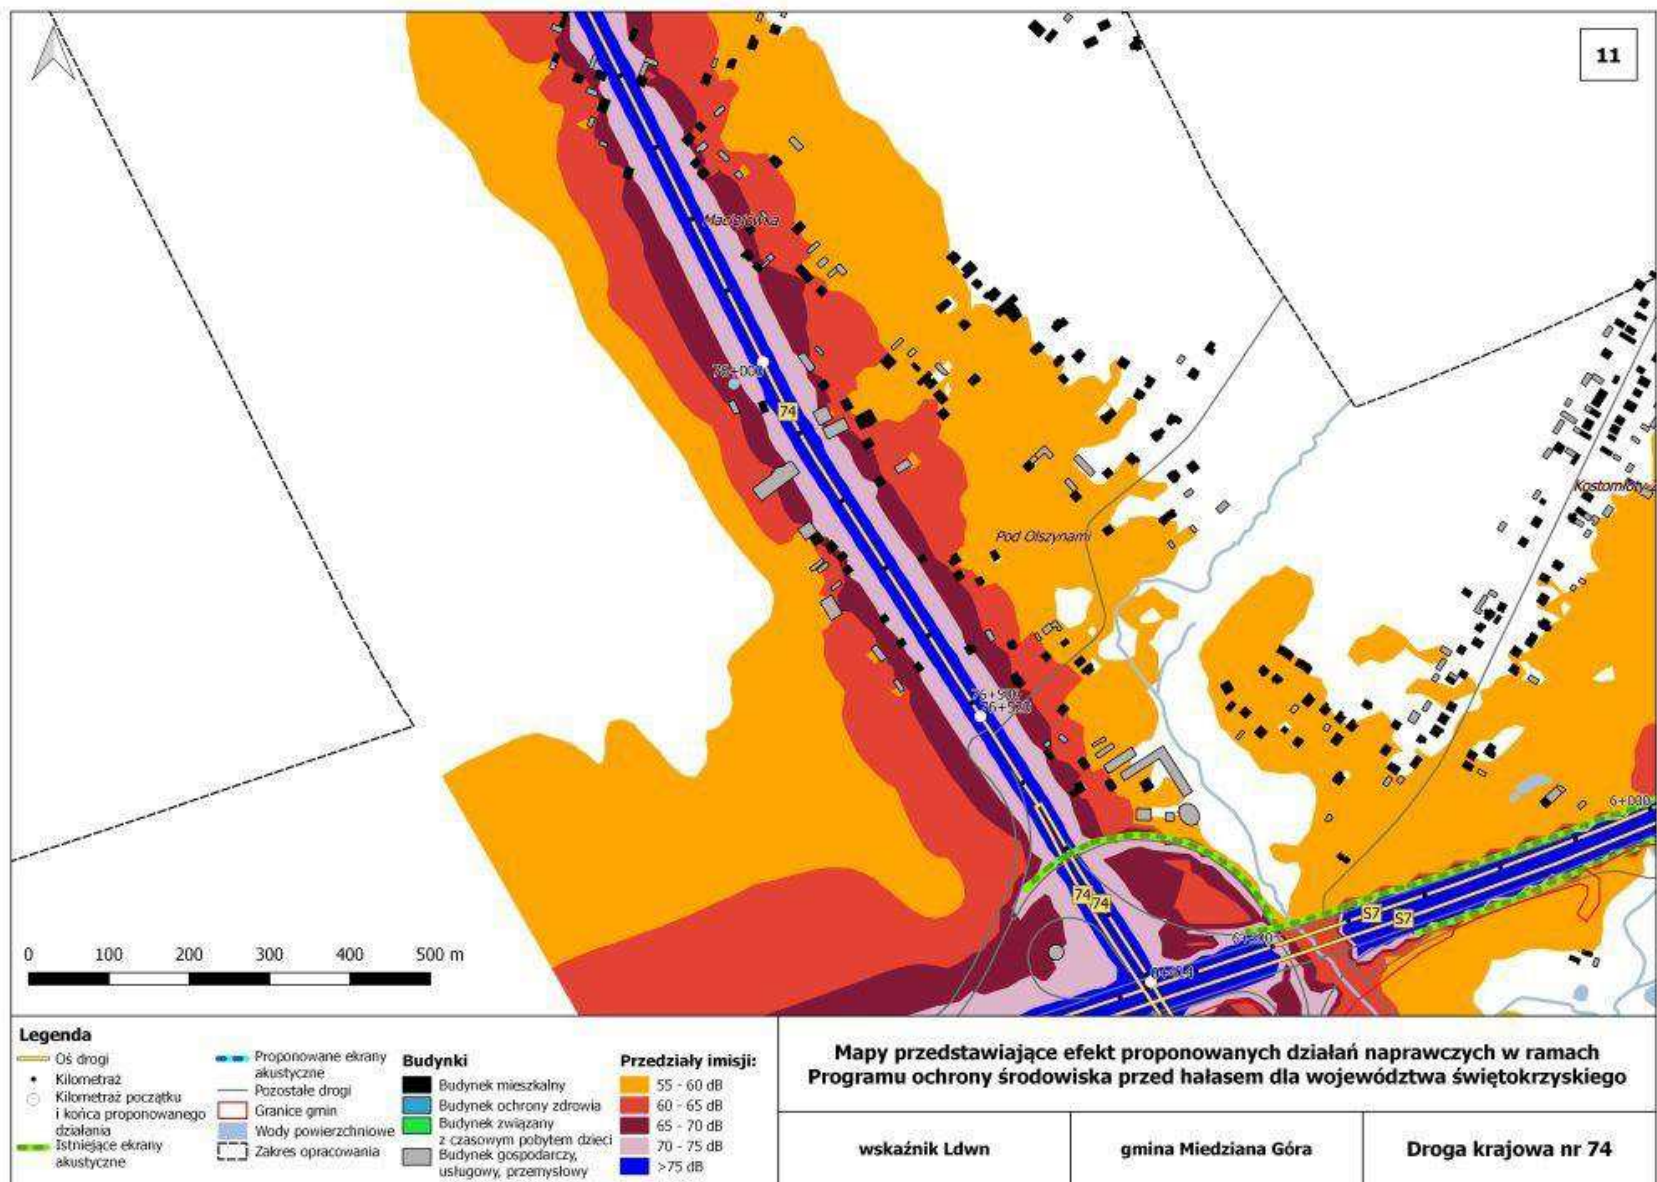 11
Maciejówka
74
Pod Olszynami
Kostomłoty
76+500
6+000
74
74
S7
S7
0 100 200 300 400 500 m
Legenda
Oś drogi
Kilometraż
Kilometraż początku
i końca proponowanego
działania
Istniejące ekrany
akustyczne
Proponowane ekrany
akustyczne
Pozostałe drogi
Granice gmin
Wody powierzchniowe
Zakres opracowania
Budynki
Budynek mieszkalny
Budynek ochrony zdrowia
Budynek związany
z czasowym pobytem dzieci
Budynek gospodarczy,
usługowy, przemysłowy
Przedziały imisji:
55 - 60 dB
60 - 65 dB
65 - 70 dB
70 - 75 dB
>75 dB
Mapy przedstawiające efekt proponowanych działań naprawczych w ramach
Programu ochrony środowiska przed hałasem dla województwa świętokrzyskiego
wskaźnik Ldwn
gmina Miedziana Góra
Droga krajowa nr 74